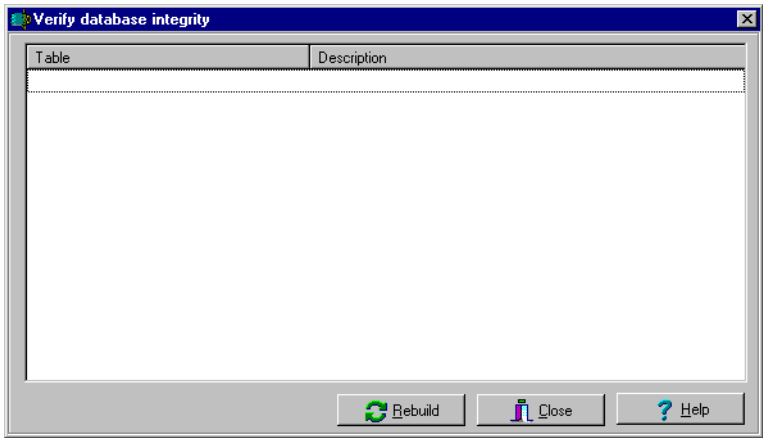 Verify database integrity
Table Description
Rebuild Close Help